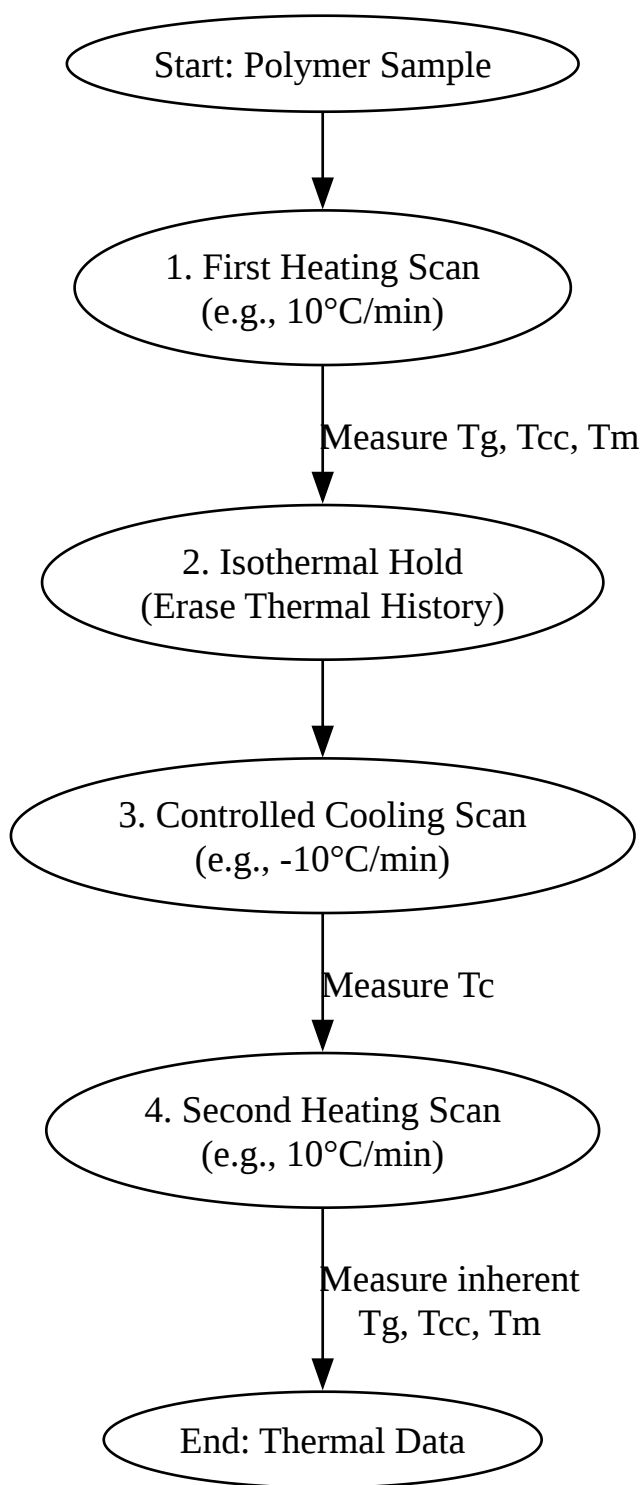 Start: Polymer Sample
1. First Heating Scan
(e.g., 10°C/min)
Measure Tg, Tcc, Tm
2. Isothermal Hold
(Erase Thermal History)
3. Controlled Cooling Scan
(e.g., -10°C/min)
Measure Tc
4. Second Heating Scan
(e.g., 10°C/min)
Measure inherent
Tg, Tcc, Tm
End: Thermal Data